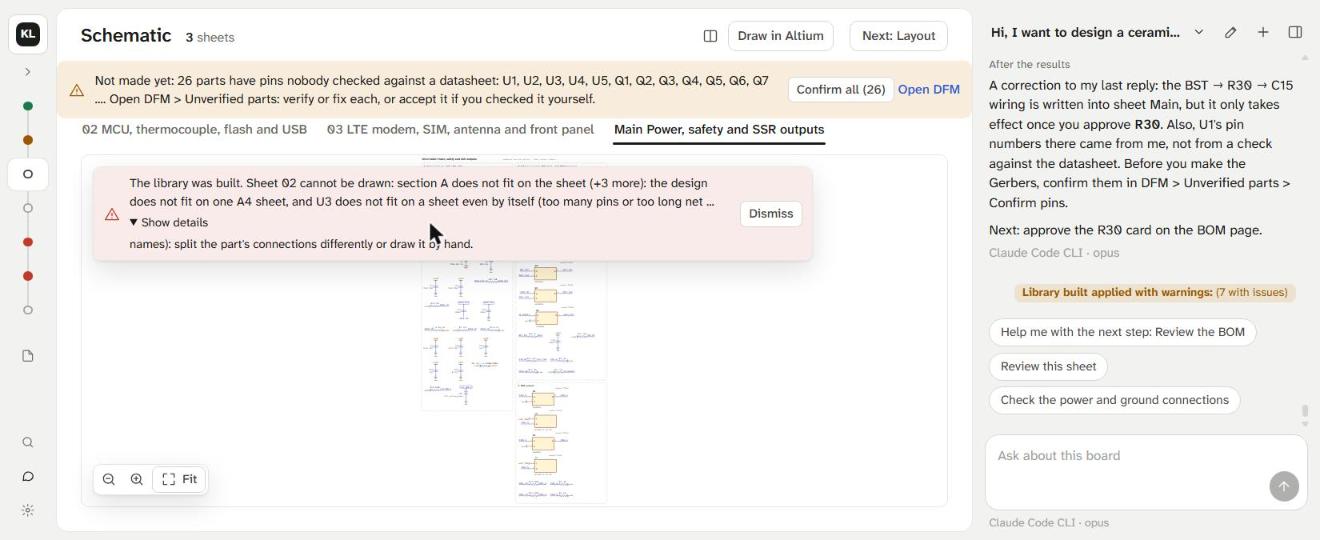 KL
Schematic 3 sheets
Draw in Altium
Next: Layout
Not made yet: 26 parts have pins nobody checked against a datasheet: U1, U2, U3, U4, U5, Q1, Q2, Q3, Q4, Q5, Q6, Q7
.... Open DFM > Unverified parts: verify or fix each, or accept it if you checked it yourself.
Confirm all (26)
Open DFM
02 MCU, thermocouple, flash and USB
03 LTE modem, SIM, antenna and front panel
Main Power, safety and SSR outputs
The library was built. Sheet 02 cannot be drawn: section A does not fit on the sheet (+3 more): the design
does not fit on one A4 sheet, and U3 does not fit on a sheet even by itself (too many pins or too long net ...
▼ Show details
names): split the part's connections differently or draw it by hand.
Dismiss
Fit
Hi, I want to design a cerami...
After the results
A correction to my last reply: the BST → R30 → C15
wiring is written into sheet Main, but it only takes
effect once you approve R30. Also, U1's pin
numbers there came from me, not from a check
against the datasheet. Before you make the
Gerbers, confirm them in DFM > Unverified parts >
Confirm pins.
Next: approve the R30 card on the BOM page.
Claude Code CLI · opus
Library built applied with warnings: (7 with issues)
Help me with the next step: Review the BOM
Review this sheet
Check the power and ground connections
Ask about this board
Claude Code CLI · opus